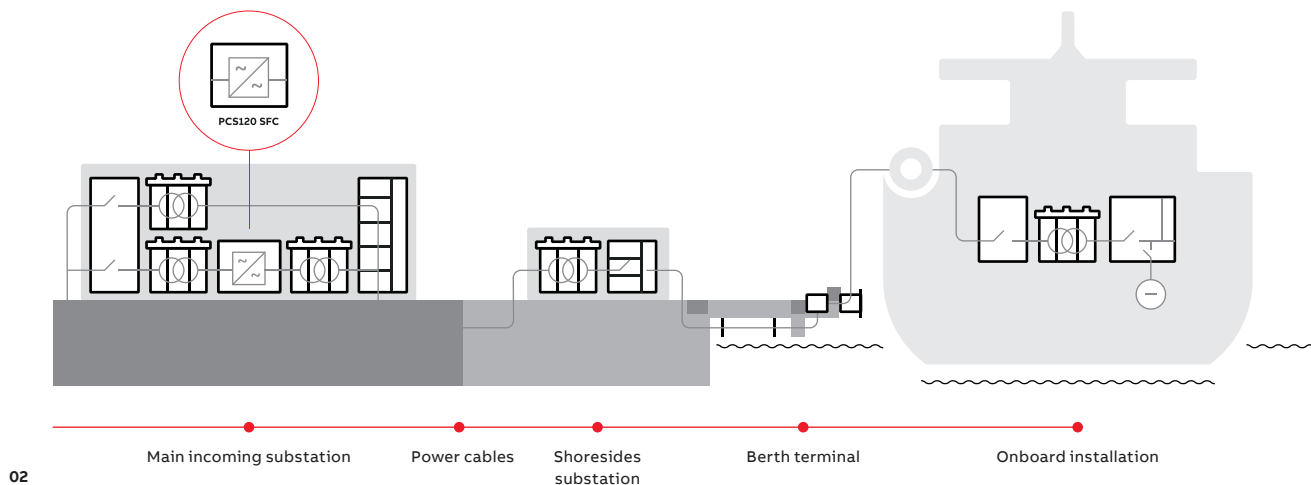 PCS120 SFC
Main incoming substation
Power cables
Shoresides
substation
Berth terminal
Onboard installation
02